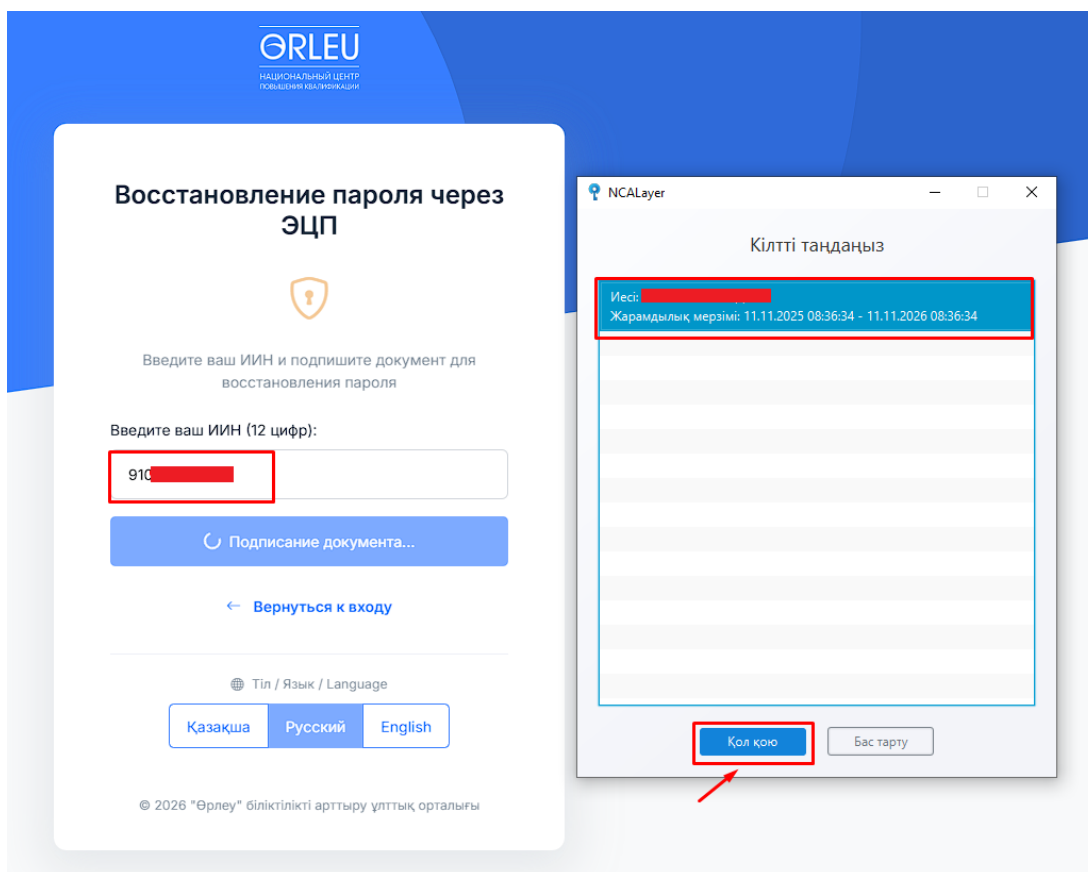 ӨRLEU
НАЦИОНАЛЬНЫЙ ЦЕНТР
ПОВЫШЕНИЯ КВАЛИФИКАЦИИ
Восстановление пароля через
ЭЦП
Введите ваш ИИН и подпишите документ для
восстановления пароля
Введите ваш ИИН (12 цифр):
910
Подписание документа...
← Вернуться к входу
Тіл / Язык / Language
Қазақша Русский English
© 2026 "Өрлеу" біліктілікті арттыру ұлттық орталығы
NCALayer
Кілтті таңдаңыз
Иесі:
Жарамдылық мерзімі: 11.11.2025 08:36:34 - 11.11.2026 08:36:34
Қол қою Бас тарту